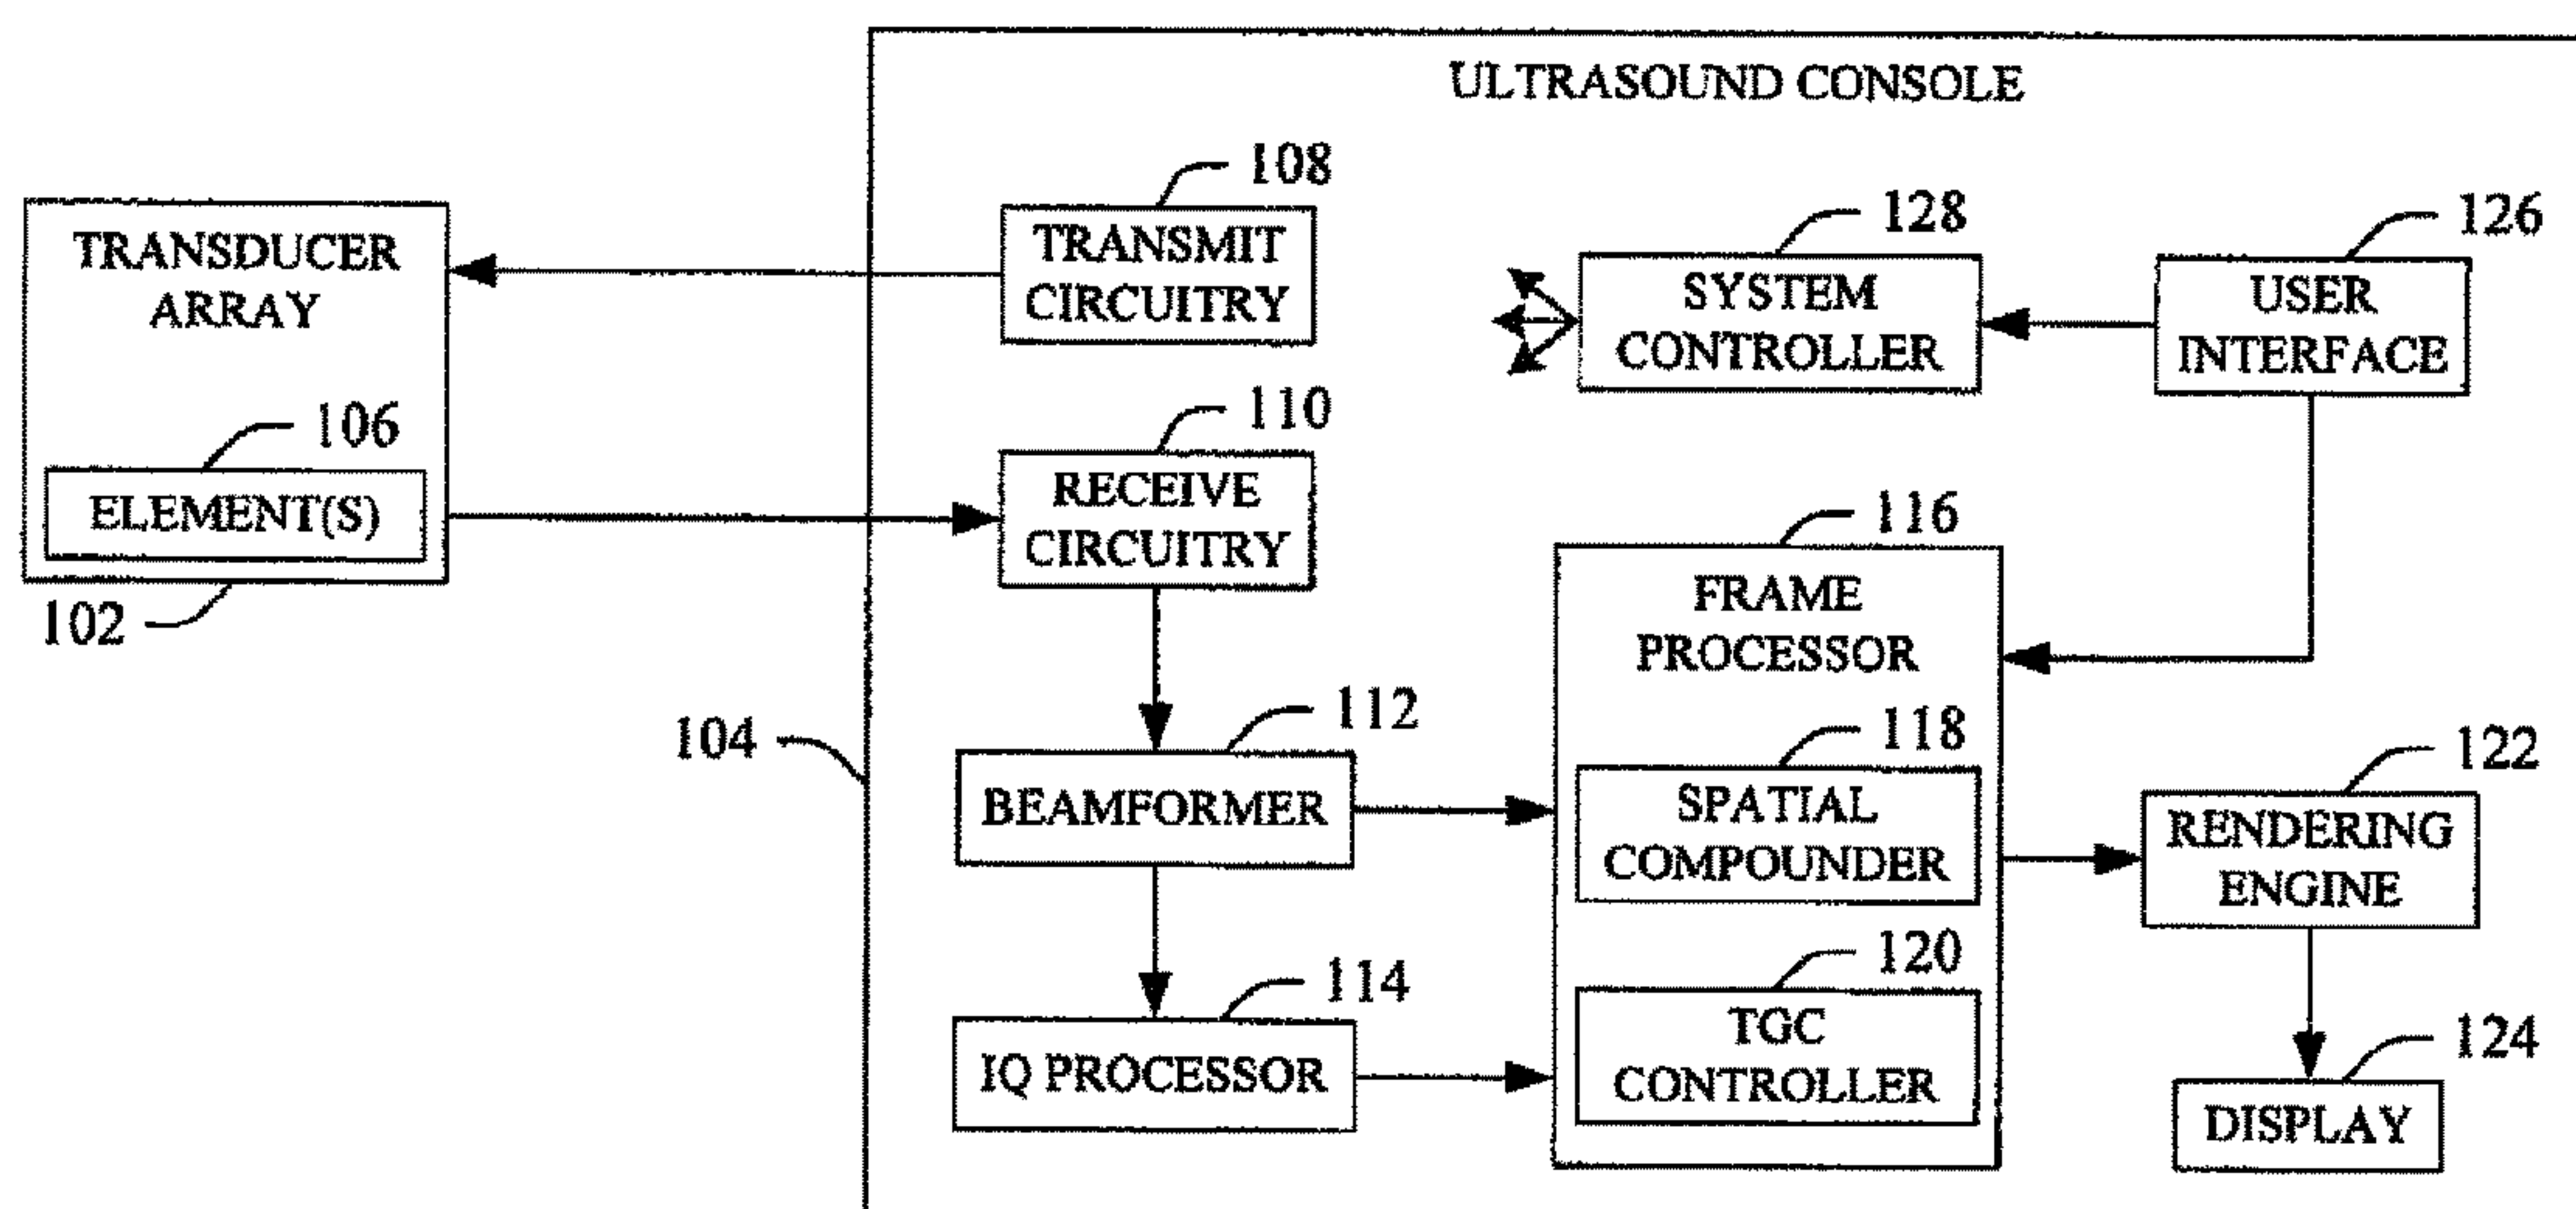 ULTRASOUND CONSOLE
108
TRANSMIT
CIRCUITRY
128
SYSTEM
CONTROLLER
126
USER
INTERFACE
TRANSDUCER
ARRAY
106
ELEMENT(S)
102
110
RECEIVE
CIRCUITRY
104
112
BEAMFORMER
114
IQ PROCESSOR
116
FRAME
PROCESSOR
118
SPATIAL
COMPOUNDER
120
TGC
CONTROLLER
122
RENDERING
ENGINE
124
DISPLAY